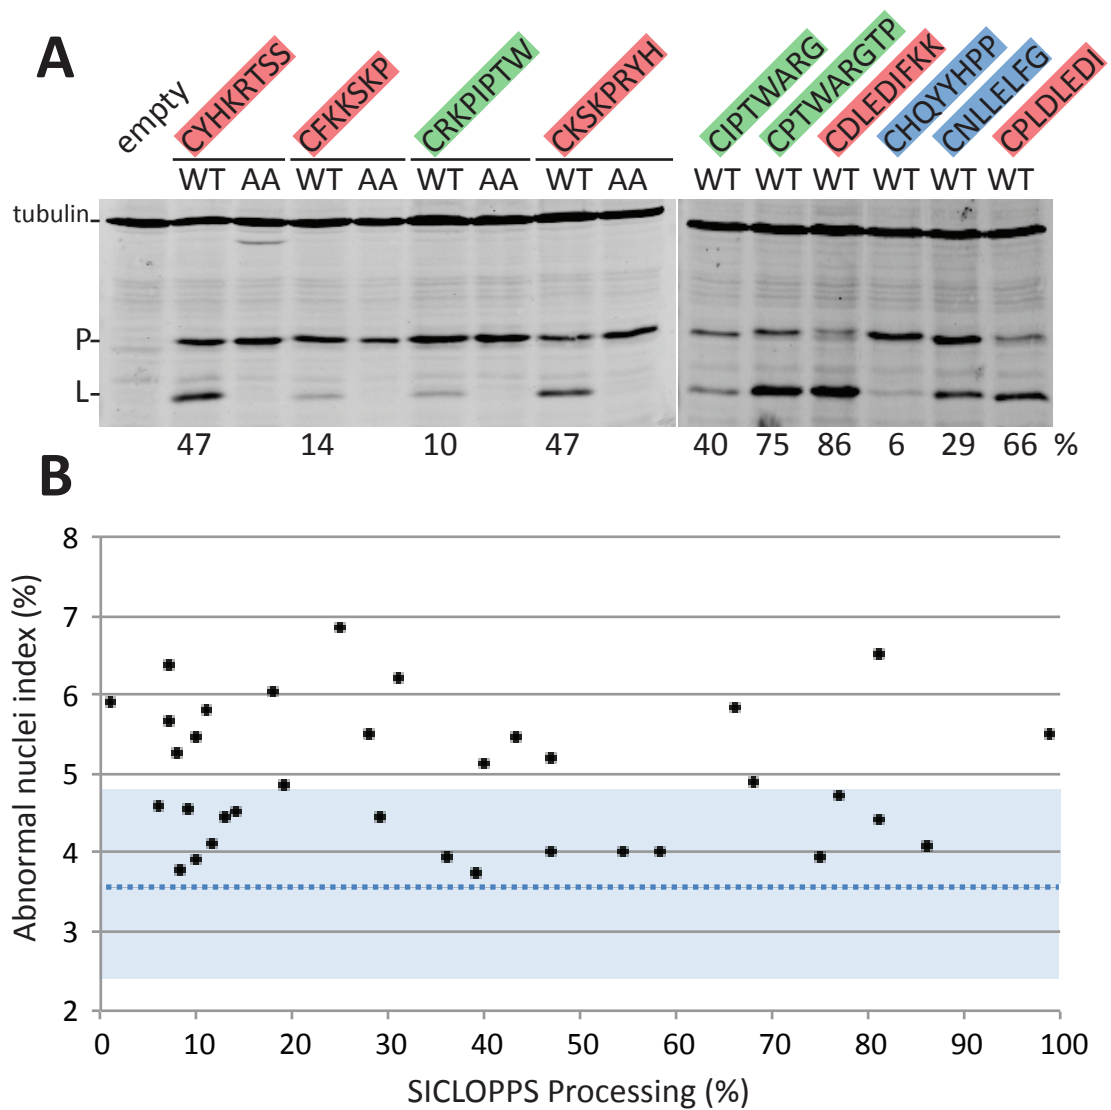 A
empty CYHKRTSS CFKKSKP CRKPIPTW CKSKPRYH CIPTWARG CPTWARGTP CDLEDIFKK CHQYYHPP CNLLELFG CPLDLEDI
WT AA WT AA WT AA WT AA WT WT WT WT WT WT
tubulin
P
L
47 14 10 47 40 75 86 6 29 66 %
B
8
7
6
5
4
3
2
Abnormal nuclei index (%)
0 10 20 30 40 50 60 70 80 90 100
SICLOPPS Processing (%)